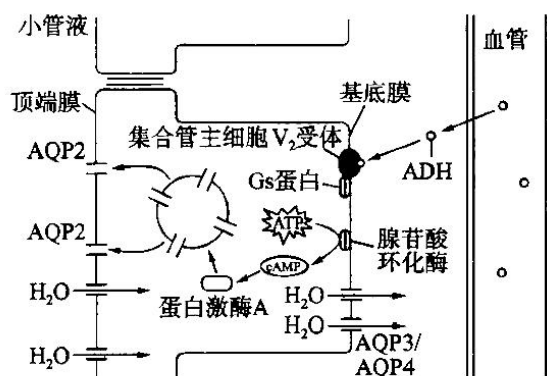 小管液
血管
顶端膜
基底膜
集合管主细胞V₂受体
AQP2
ADH
Gs蛋白
ATP
AQP2
腺苷酸
环化酶
cAMP
H₂O
蛋白激酶A
H₂O
H₂O
AQP3/
AQP4
H₂O